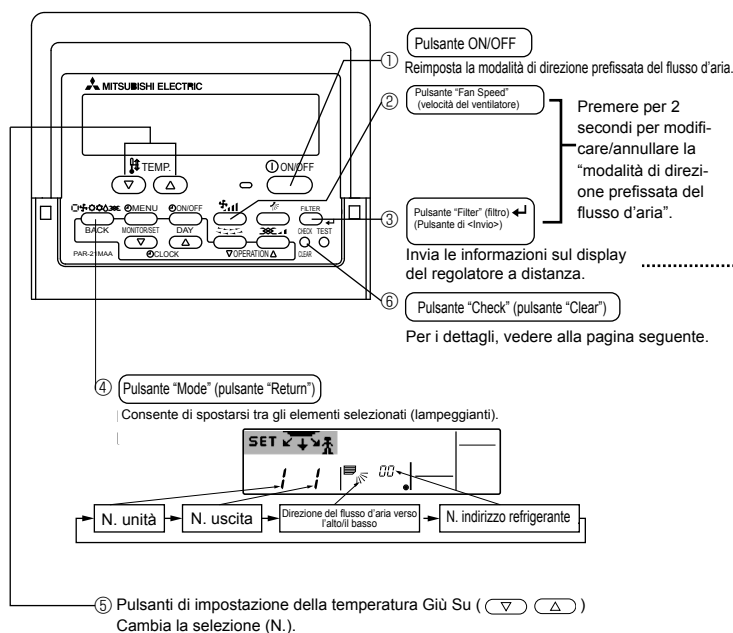 ① Pulsante ON/OFF
Reimposta la modalità di direzione prefissata del flusso d'aria.
MITSUBISHI ELECTRIC
② Pulsante “Fan Speed”
(velocità del ventilatore)
Premere per 2
secondi per modifi-
care/annullare la
“modalità di direzi-
one prefissata del
flusso d'aria”.
TEMP.
ON/OFF
▽ △
MENU ON/OFF FILTER
BACK MONITOR/SET DAY CHECK TEST
▽ △
PAR-21MAA CLOCK ▽OPERATION△ CLEAR
③ Pulsante “Filter” (filtro) ↵
(Pulsante di <Invio>)
Invia le informazioni sul display
del regolatore a distanza.
⑥ Pulsante “Check” (pulsante “Clear”)
Per i dettagli, vedere alla pagina seguente.
④ Pulsante “Mode” (pulsante “Return”)
Consente di spostarsi tra gli elementi selezionati (lampeggianti).
SET
1 1 00
N. unità N. uscita Direzione del flusso d'aria verso N. indirizzo refrigerante
l'alto/il basso
⑤ Pulsanti di impostazione della temperatura Giù Su ( ▽ △ )
Cambia la selezione (N.).